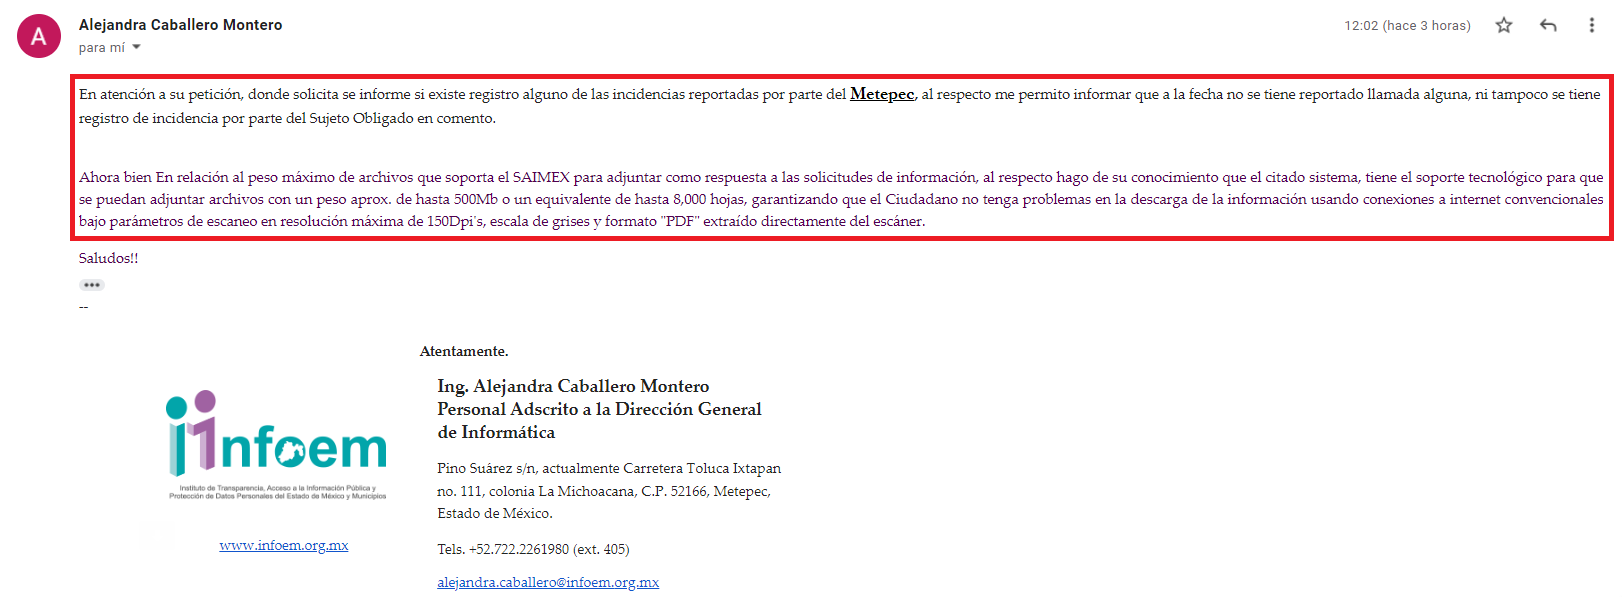 A
Alejandra Caballero Montero
12:02 (hace 3 horas)
para mí
En atención a su petición, donde solicita se informe si existe registro alguno de las incidencias reportadas por parte del Metepec, al respecto me permito informar que a la fecha no se tiene reportado llamada alguna, ni tampoco se tiene
registro de incidencia por parte del Sujeto Obligado en comento.
Ahora bien En relación al peso máximo de archivos que soporta el SAIMEX para adjuntar como respuesta a las solicitudes de información, al respecto hago de su conocimiento que el citado sistema, tiene el soporte tecnológico para que
se puedan adjuntar archivos con un peso aprox. de hasta 500Mb o un equivalente de hasta 8,000 hojas, garantizando que el Ciudadano no tenga problemas en la descarga de la información usando conexiones a internet convencionales
bajo parámetros de escaneo en resolución máxima de 150Dpi's, escala de grises y formato "PDF" extraído directamente del escáner.
Saludos!!
--
Atentamente.
Ing. Alejandra Caballero Montero
Personal Adscrito a la Dirección General
de Informática
infoem
Instituto de Transparencia, Acceso a la Información Pública y
Protección de Datos Personales del Estado de México y Municipios
www.infoem.org.mx
Pino Suárez s/n, actualmente Carretera Toluca Ixtapan
no. 111, colonia La Michoacana, C.P. 52166, Metepec,
Estado de México.
Tels. +52.722.2261980 (ext. 405)
alejandra.caballero@infoem.org.mx